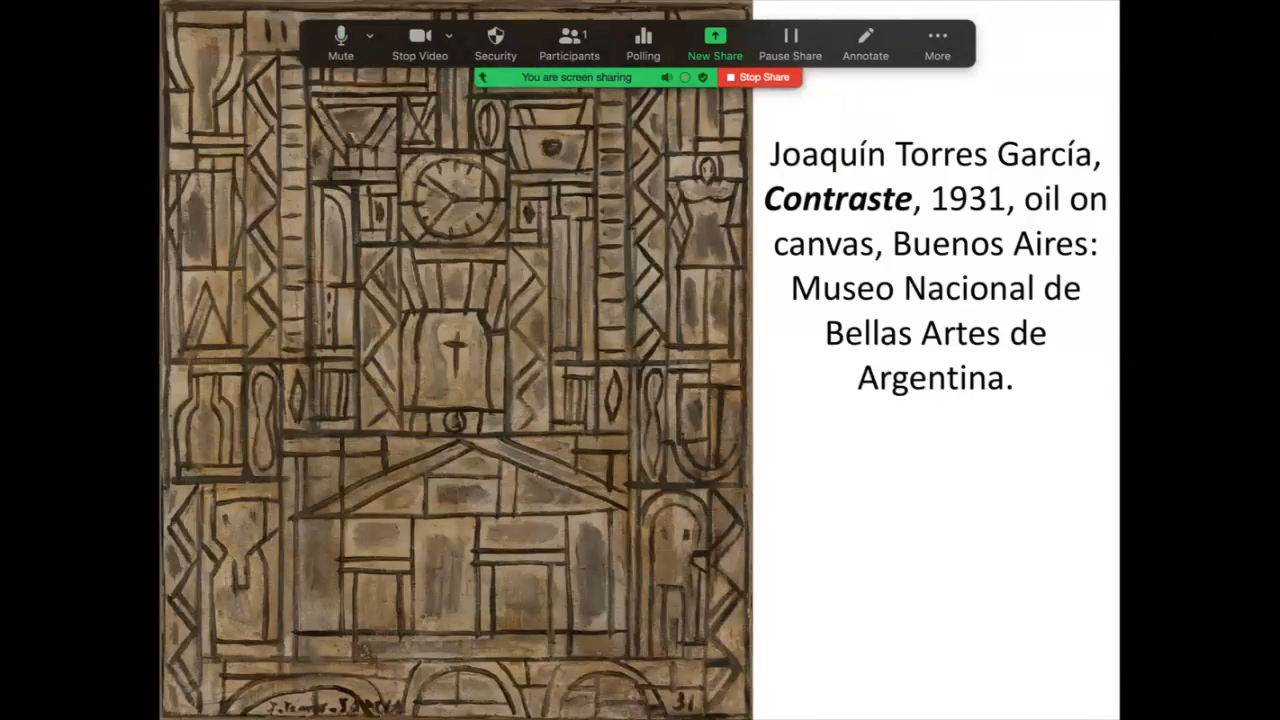 Mute
Stop Video
Security
Participants
1
Polling
New Share
Pause Share
Annotate
More
You are screen sharing
Stop Share
Joaquín Torres García,
Contraste, 1931, oil on
canvas, Buenos Aires:
Museo Nacional de
Bellas Artes de
Argentina.
31